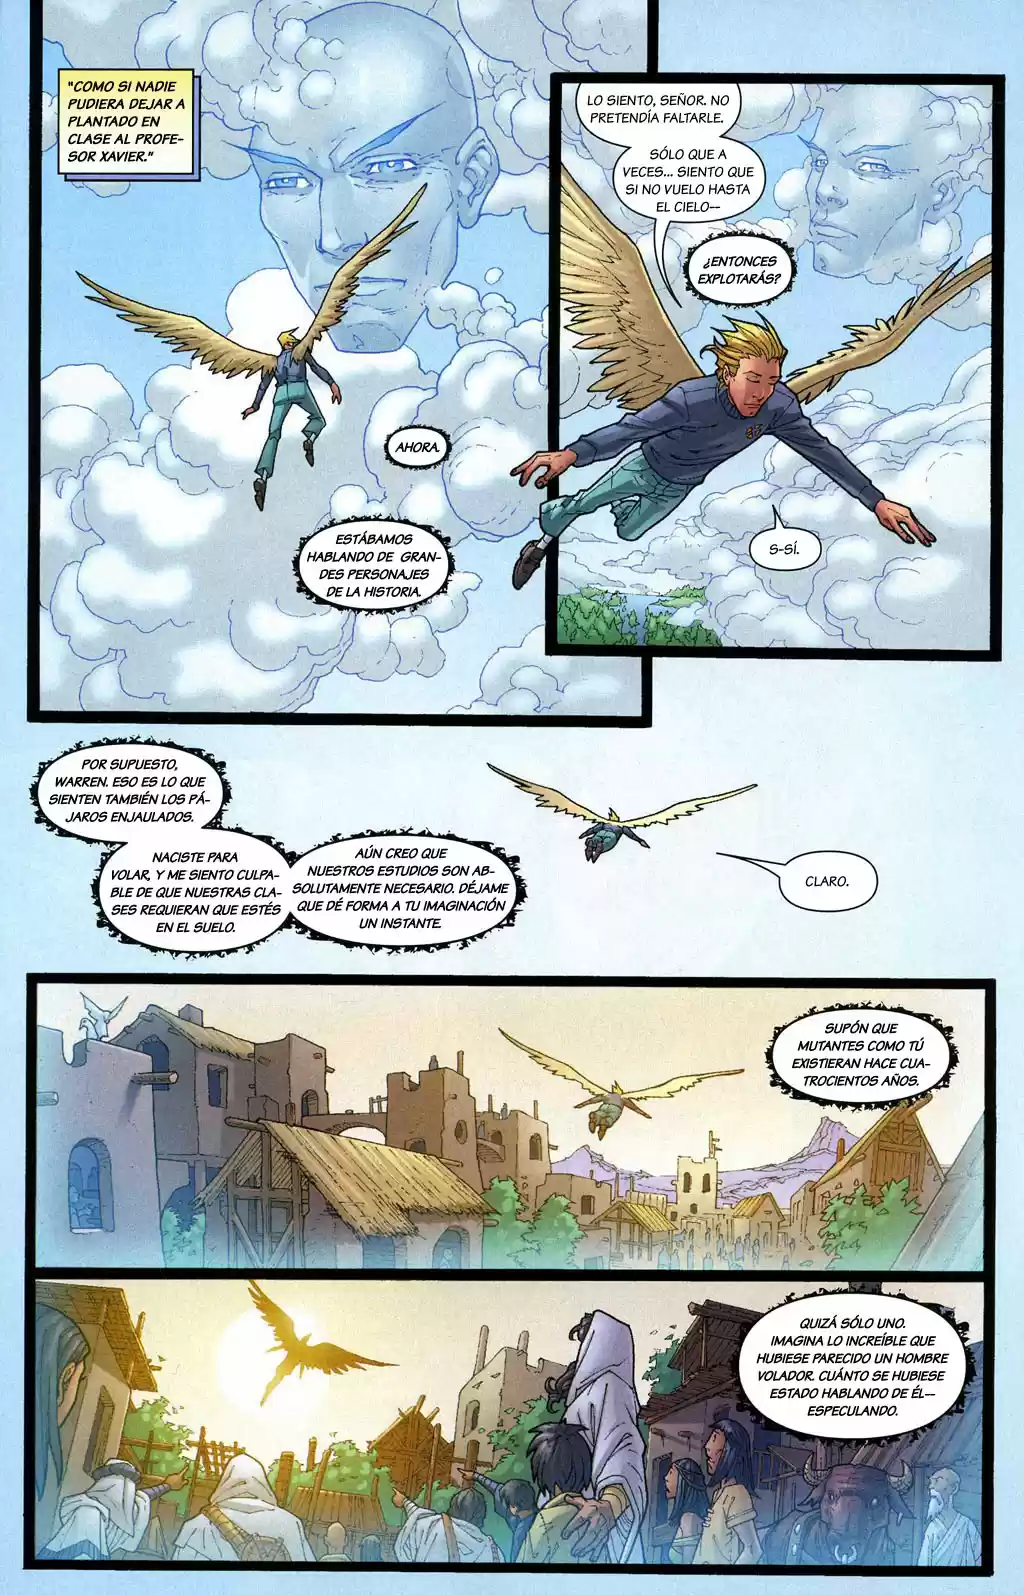 "COMO SI NADIE
PUDIERA DEJAR A
PLANTADO EN
CLASE AL PROFE-
SOR XAVIER."
AHORA.
ESTÁBAMOS
HABLANDO DE GRAN-
DES PERSONAJES
DE LA HISTORIA.
LO SIENTO, SEÑOR. NO
PRETENDÍA FALTARLE.
SÓLO QUE A
VECES... SIENTO QUE
SI NO VUELO HASTA
EL CIELO--
¿ENTONCES
EXPLOTARÁS?
S-SÍ.
POR SUPUESTO,
WARREN. ESO ES LO QUE
SIENTEN TAMBIÉN LOS PÁ-
JAROS ENJAULADOS.
NACISTE PARA
VOLAR, Y ME SIENTO CULPA-
BLE DE QUE NUESTRAS CLA-
SES REQUIERAN QUE ESTÉS
EN EL SUELO.
AÚN CREO QUE
NUESTROS ESTUDIOS SON AB-
SOLUTAMENTE NECESARIO. DÉJAME
QUE DÉ FORMA A TU IMAGINACIÓN
UN INSTANTE.
CLARO.
SUPÓN QUE
MUTANTES COMO TÚ
EXISTIERAN HACE CUA-
TROCIENTOS AÑOS.
QUIZÁ SÓLO UNO.
IMAGINA LO INCREÍBLE QUE
HUBIESE PARECIDO UN HOMBRE
VOLADOR. CUÁNTO SE HUBIESE
ESTADO HABLANDO DE ÉL--
ESPECULANDO.